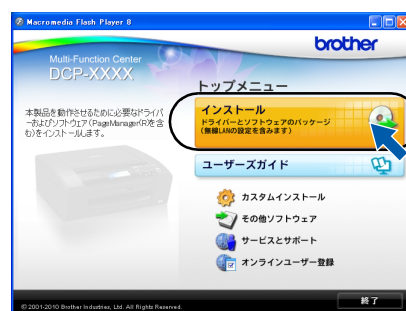 Macromedia Flash Player 8
brother
Multi-Function Center
DCP-XXXX
トップメニュー
本製品を動作させるために必要なドライバ
ーおよびソフトウェア(PageManager(R)を含
む)をインストールします。
インストール
ドライバーとソフトウェアのパッケージ
(無線LANの設定を含みます)
ユーザーズガイド
カスタムインストール
その他ソフトウェア
サービスとサポート
オンラインユーザー登録
© 2001-2010 Brother Industries, Ltd. All Rights Reserved.
終了